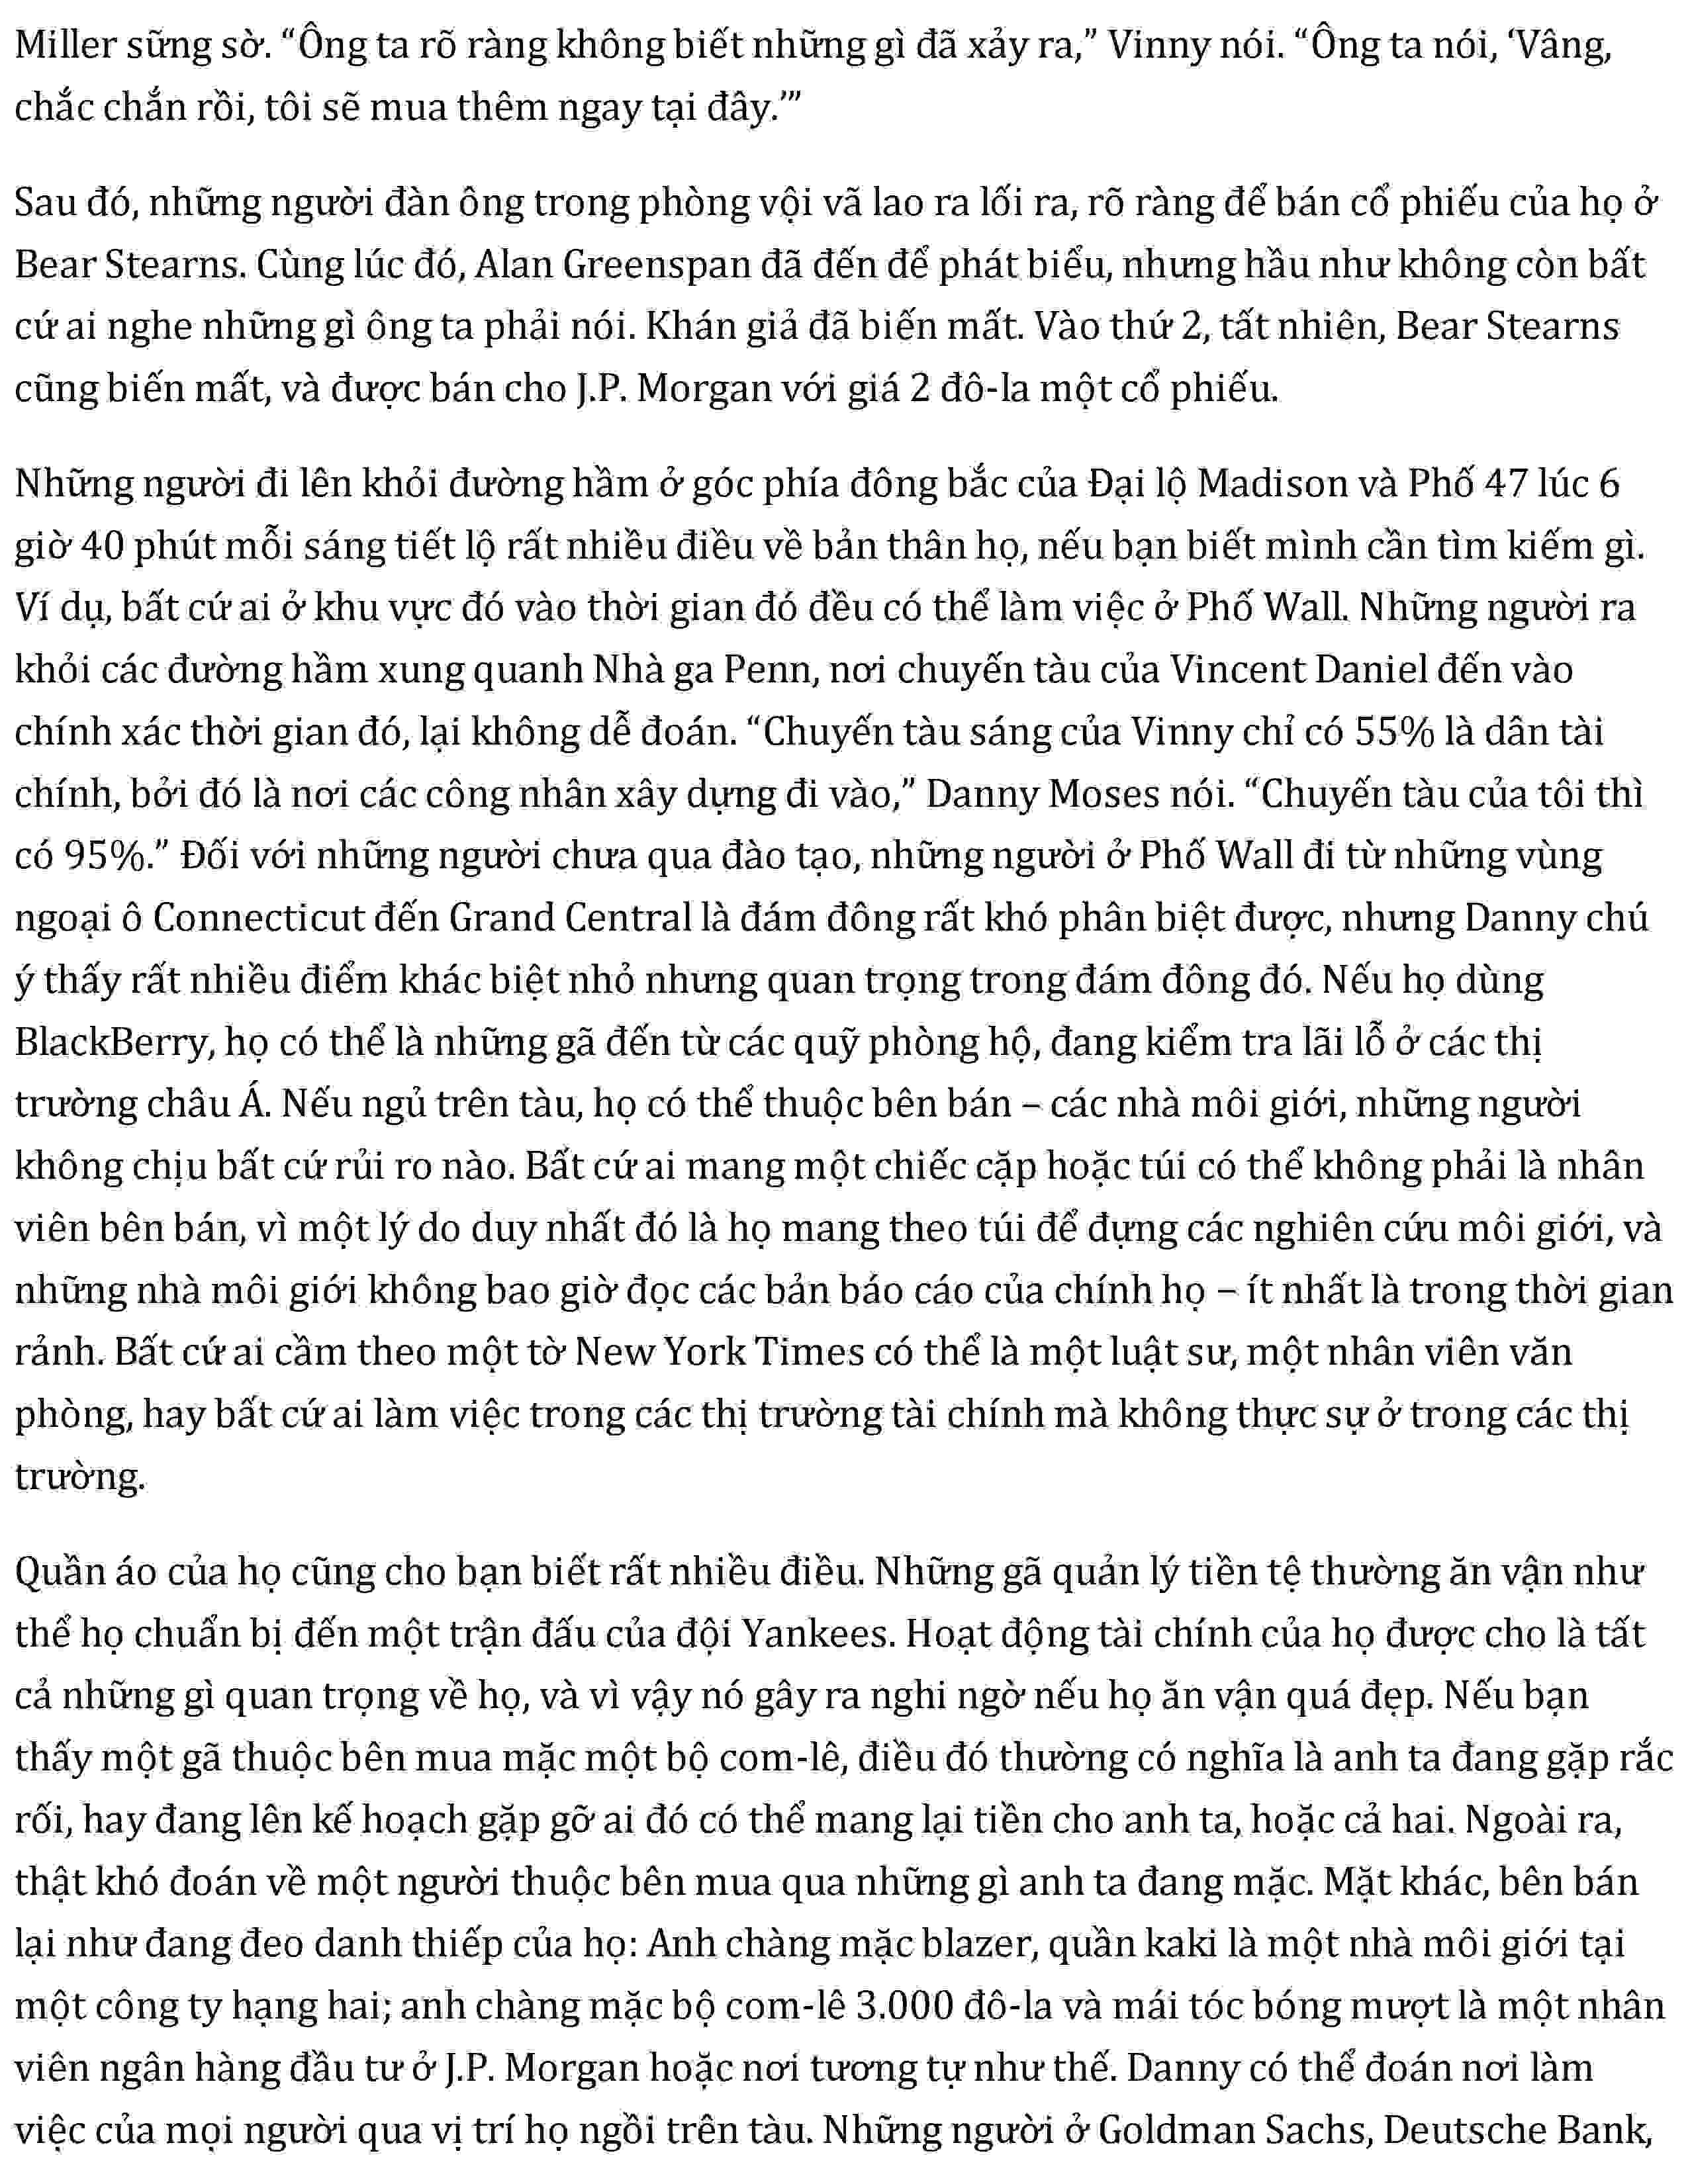 Miller sững sờ. “Ông ta rõ ràng không biết những gì đã xảy ra,” Vinny nói. “Ông ta nói, ‘Vâng,
chắc chắn rồi, tôi sẽ mua thêm ngay tại đây.’”
Sau đó, những người đàn ông trong phòng vội vã lao ra lối ra, rõ ràng để bán cổ phiếu của họ ở
Bear Stearns. Cùng lúc đó, Alan Greenspan đã đến để phát biểu, nhưng hầu như không còn bất
cứ ai nghe những gì ông ta phải nói. Khán giả đã biến mất. Vào thứ 2, tất nhiên, Bear Stearns
cũng biến mất, và được bán cho J.P. Morgan với giá 2 đô-la một cổ phiếu.
Những người đi lên khỏi đường hầm ở góc phía đông bắc của Đại lộ Madison và Phố 47 lúc 6
giờ 40 phút mỗi sáng tiết lộ rất nhiều điều về bản thân họ, nếu bạn biết mình cần tìm kiếm gì.
Ví dụ, bất cứ ai ở khu vực đó vào thời gian đó đều có thể làm việc ở Phố Wall. Những người ra
khỏi các đường hầm xung quanh Nhà ga Penn, nơi chuyến tàu của Vincent Daniel đến vào
chính xác thời gian đó, lại không dễ đoán. “Chuyến tàu sáng của Vinny chỉ có 55% là dân tài
chính, bởi đó là nơi các công nhân xây dựng đi vào,” Danny Moses nói. “Chuyến tàu của tôi thì
có 95%.” Đối với những người chưa qua đào tạo, những người ở Phố Wall đi từ những vùng
ngoại ô Connecticut đến Grand Central là đám đông rất khó phân biệt được, nhưng Danny chú
ý thấy rất nhiều điểm khác biệt nhỏ nhưng quan trọng trong đám đông đó. Nếu họ dùng
BlackBerry, họ có thể là những gã đến từ các quỹ phòng hộ, đang kiểm tra lãi lỗ ở các thị
trường châu Á. Nếu ngủ trên tàu, họ có thể thuộc bên bán – các nhà môi giới, những người
không chịu bất cứ rủi ro nào. Bất cứ ai mang một chiếc cặp hoặc túi có thể không phải là nhân
viên bên bán, vì một lý do duy nhất đó là họ mang theo túi để đựng các nghiên cứu môi giới, và
những nhà môi giới không bao giờ đọc các bản báo cáo của chính họ – ít nhất là trong thời gian
rảnh. Bất cứ ai cầm theo một tờ New York Times có thể là một luật sư, một nhân viên văn
phòng, hay bất cứ ai làm việc trong các thị trường tài chính mà không thực sự ở trong các thị
trường.
Quần áo của họ cũng cho bạn biết rất nhiều điều. Những gã quản lý tiền tệ thường ăn vận như
thể họ chuẩn bị đến một trận đấu của đội Yankees. Hoạt động tài chính của họ được cho là tất
cả những gì quan trọng về họ, và vì vậy nó gây ra nghi ngờ nếu họ ăn vận quá đẹp. Nếu bạn
thấy một gã thuộc bên mua mặc một bộ com-lê, điều đó thường có nghĩa là anh ta đang gặp rắc
rối, hay đang lên kế hoạch gặp gỡ ai đó có thể mang lại tiền cho anh ta, hoặc cả hai. Ngoài ra,
thật khó đoán về một người thuộc bên mua qua những gì anh ta đang mặc. Mặt khác, bên bán
lại như đang đeo danh thiếp của họ: Anh chàng mặc blazer, quần kaki là một nhà môi giới tại
một công ty hạng hai; anh chàng mặc bộ com-lê 3.000 đô-la và mái tóc bóng mượt là một nhân
viên ngân hàng đầu tư ở J.P. Morgan hoặc nơi tương tự như thế. Danny có thể đoán nơi làm
việc của mọi người qua vị trí họ ngồi trên tàu. Những người ở Goldman Sachs, Deutsche Bank,